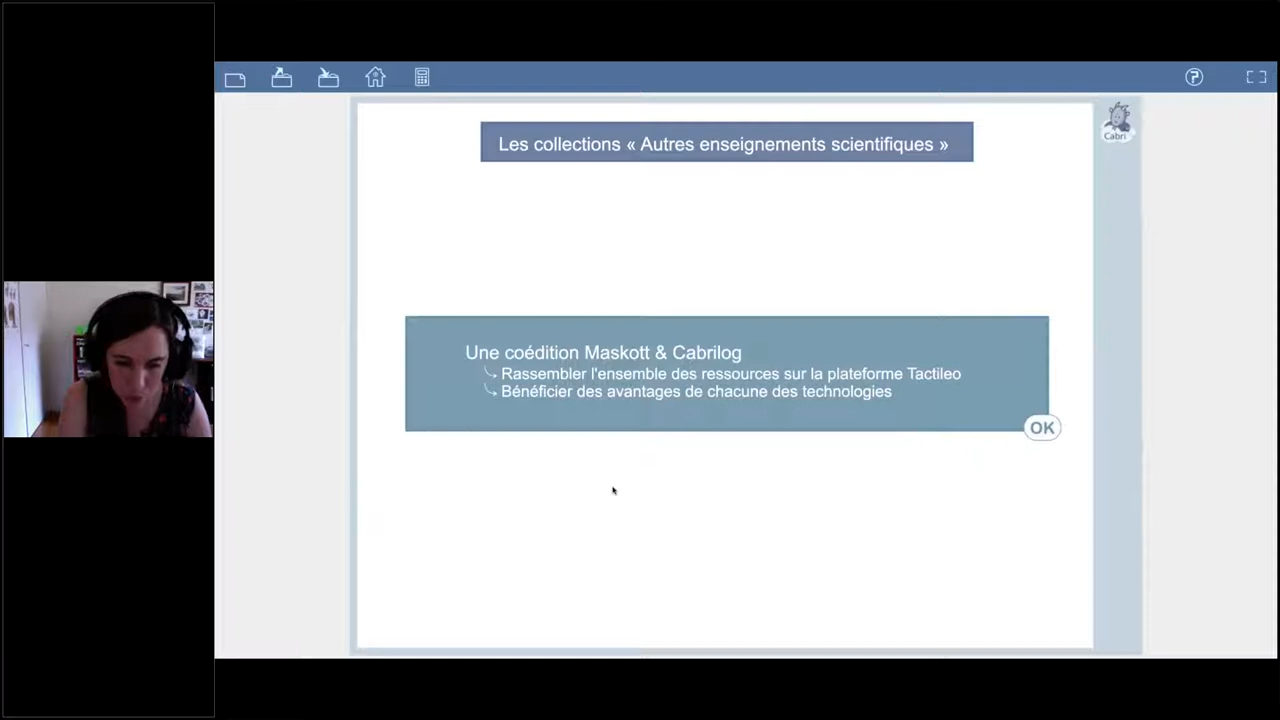 Les collections « Autres enseignements scientifiques »
Cabri
Une coédition Maskott & Cabrilog
Rassembler l'ensemble des ressources sur la plateforme Tactileo
Bénéficier des avantages de chacune des technologies
OK